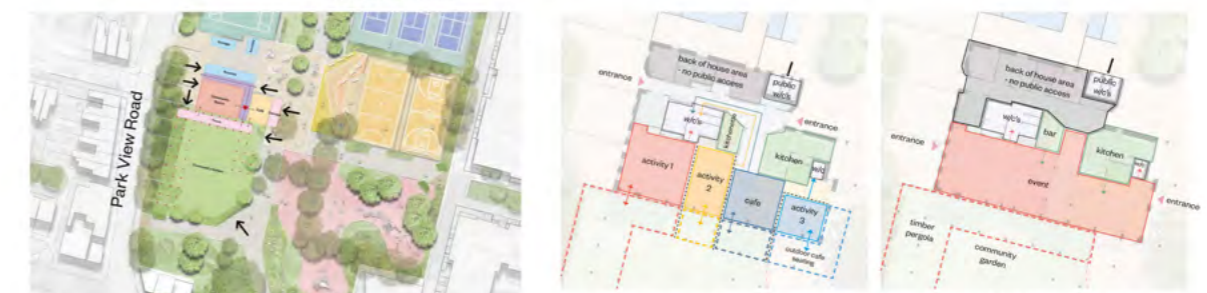 Park View Road
back of house area
- no public access
public
w/c's
entrance
w/c's
kitchenette
entrance
kitchen
w/c
activity 1
activity
2
cafe
activity
3
outdoor cafe
seating
back of house area
- no public access
public
w/c's
w/c's
bar
kitchen
entrance
event
entrance
timber
pergola
community
garden